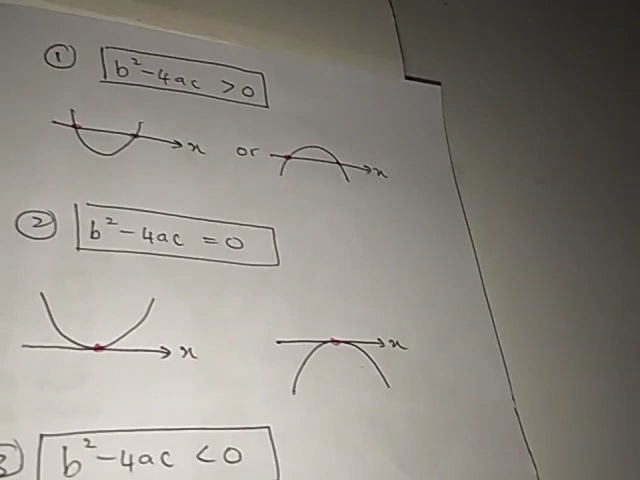 ① b² - 4ac > 0
x or x
② b² - 4ac = 0
x x
③ b² - 4ac < 0